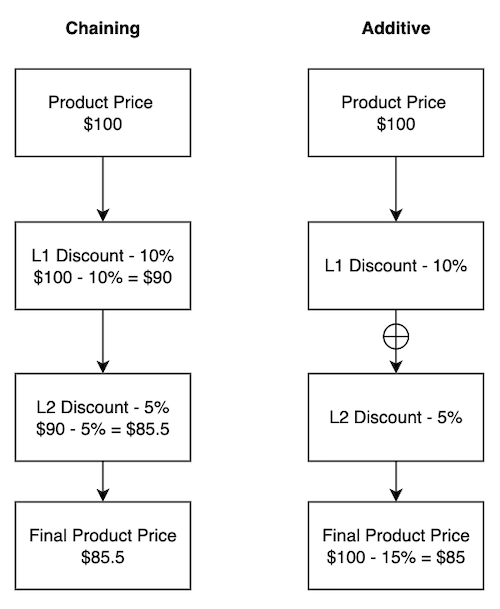 Chaining
Product Price
$100
L1 Discount - 10%
$100 - 10% = $90
L2 Discount - 5%
$90 - 5% = $85.5
Final Product Price
$85.5
Additive
Product Price
$100
L1 Discount - 10%
L2 Discount - 5%
Final Product Price
$100 - 15% = $85